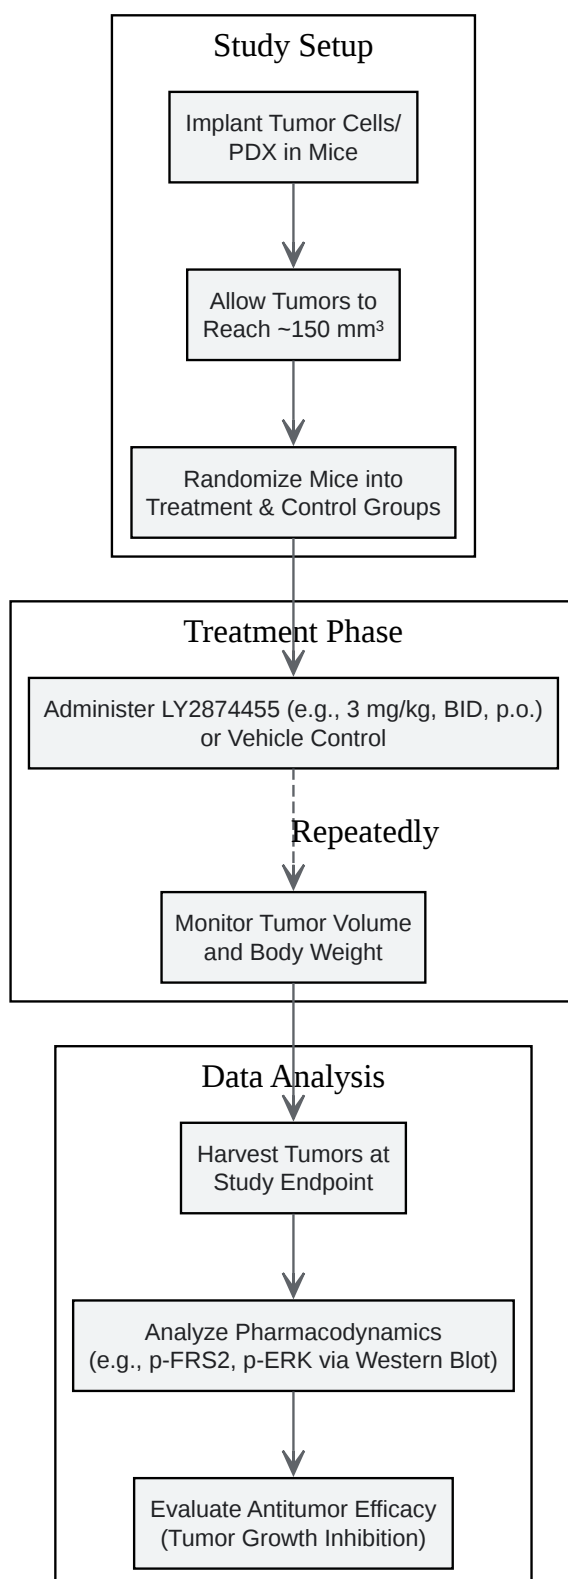 Study Setup
Implant Tumor Cells/
PDX in Mice
Allow Tumors to
Reach ~150 mm³
Randomize Mice into
Treatment & Control Groups
Treatment Phase
Administer LY2874455 (e.g., 3 mg/kg, BID, p.o.)
or Vehicle Control
Repeatedly
Monitor Tumor Volume
and Body Weight
Data Analysis
Harvest Tumors at
Study Endpoint
Analyze Pharmacodynamics
(e.g., p-FRS2, p-ERK via Western Blot)
Evaluate Antitumor Efficacy
(Tumor Growth Inhibition)